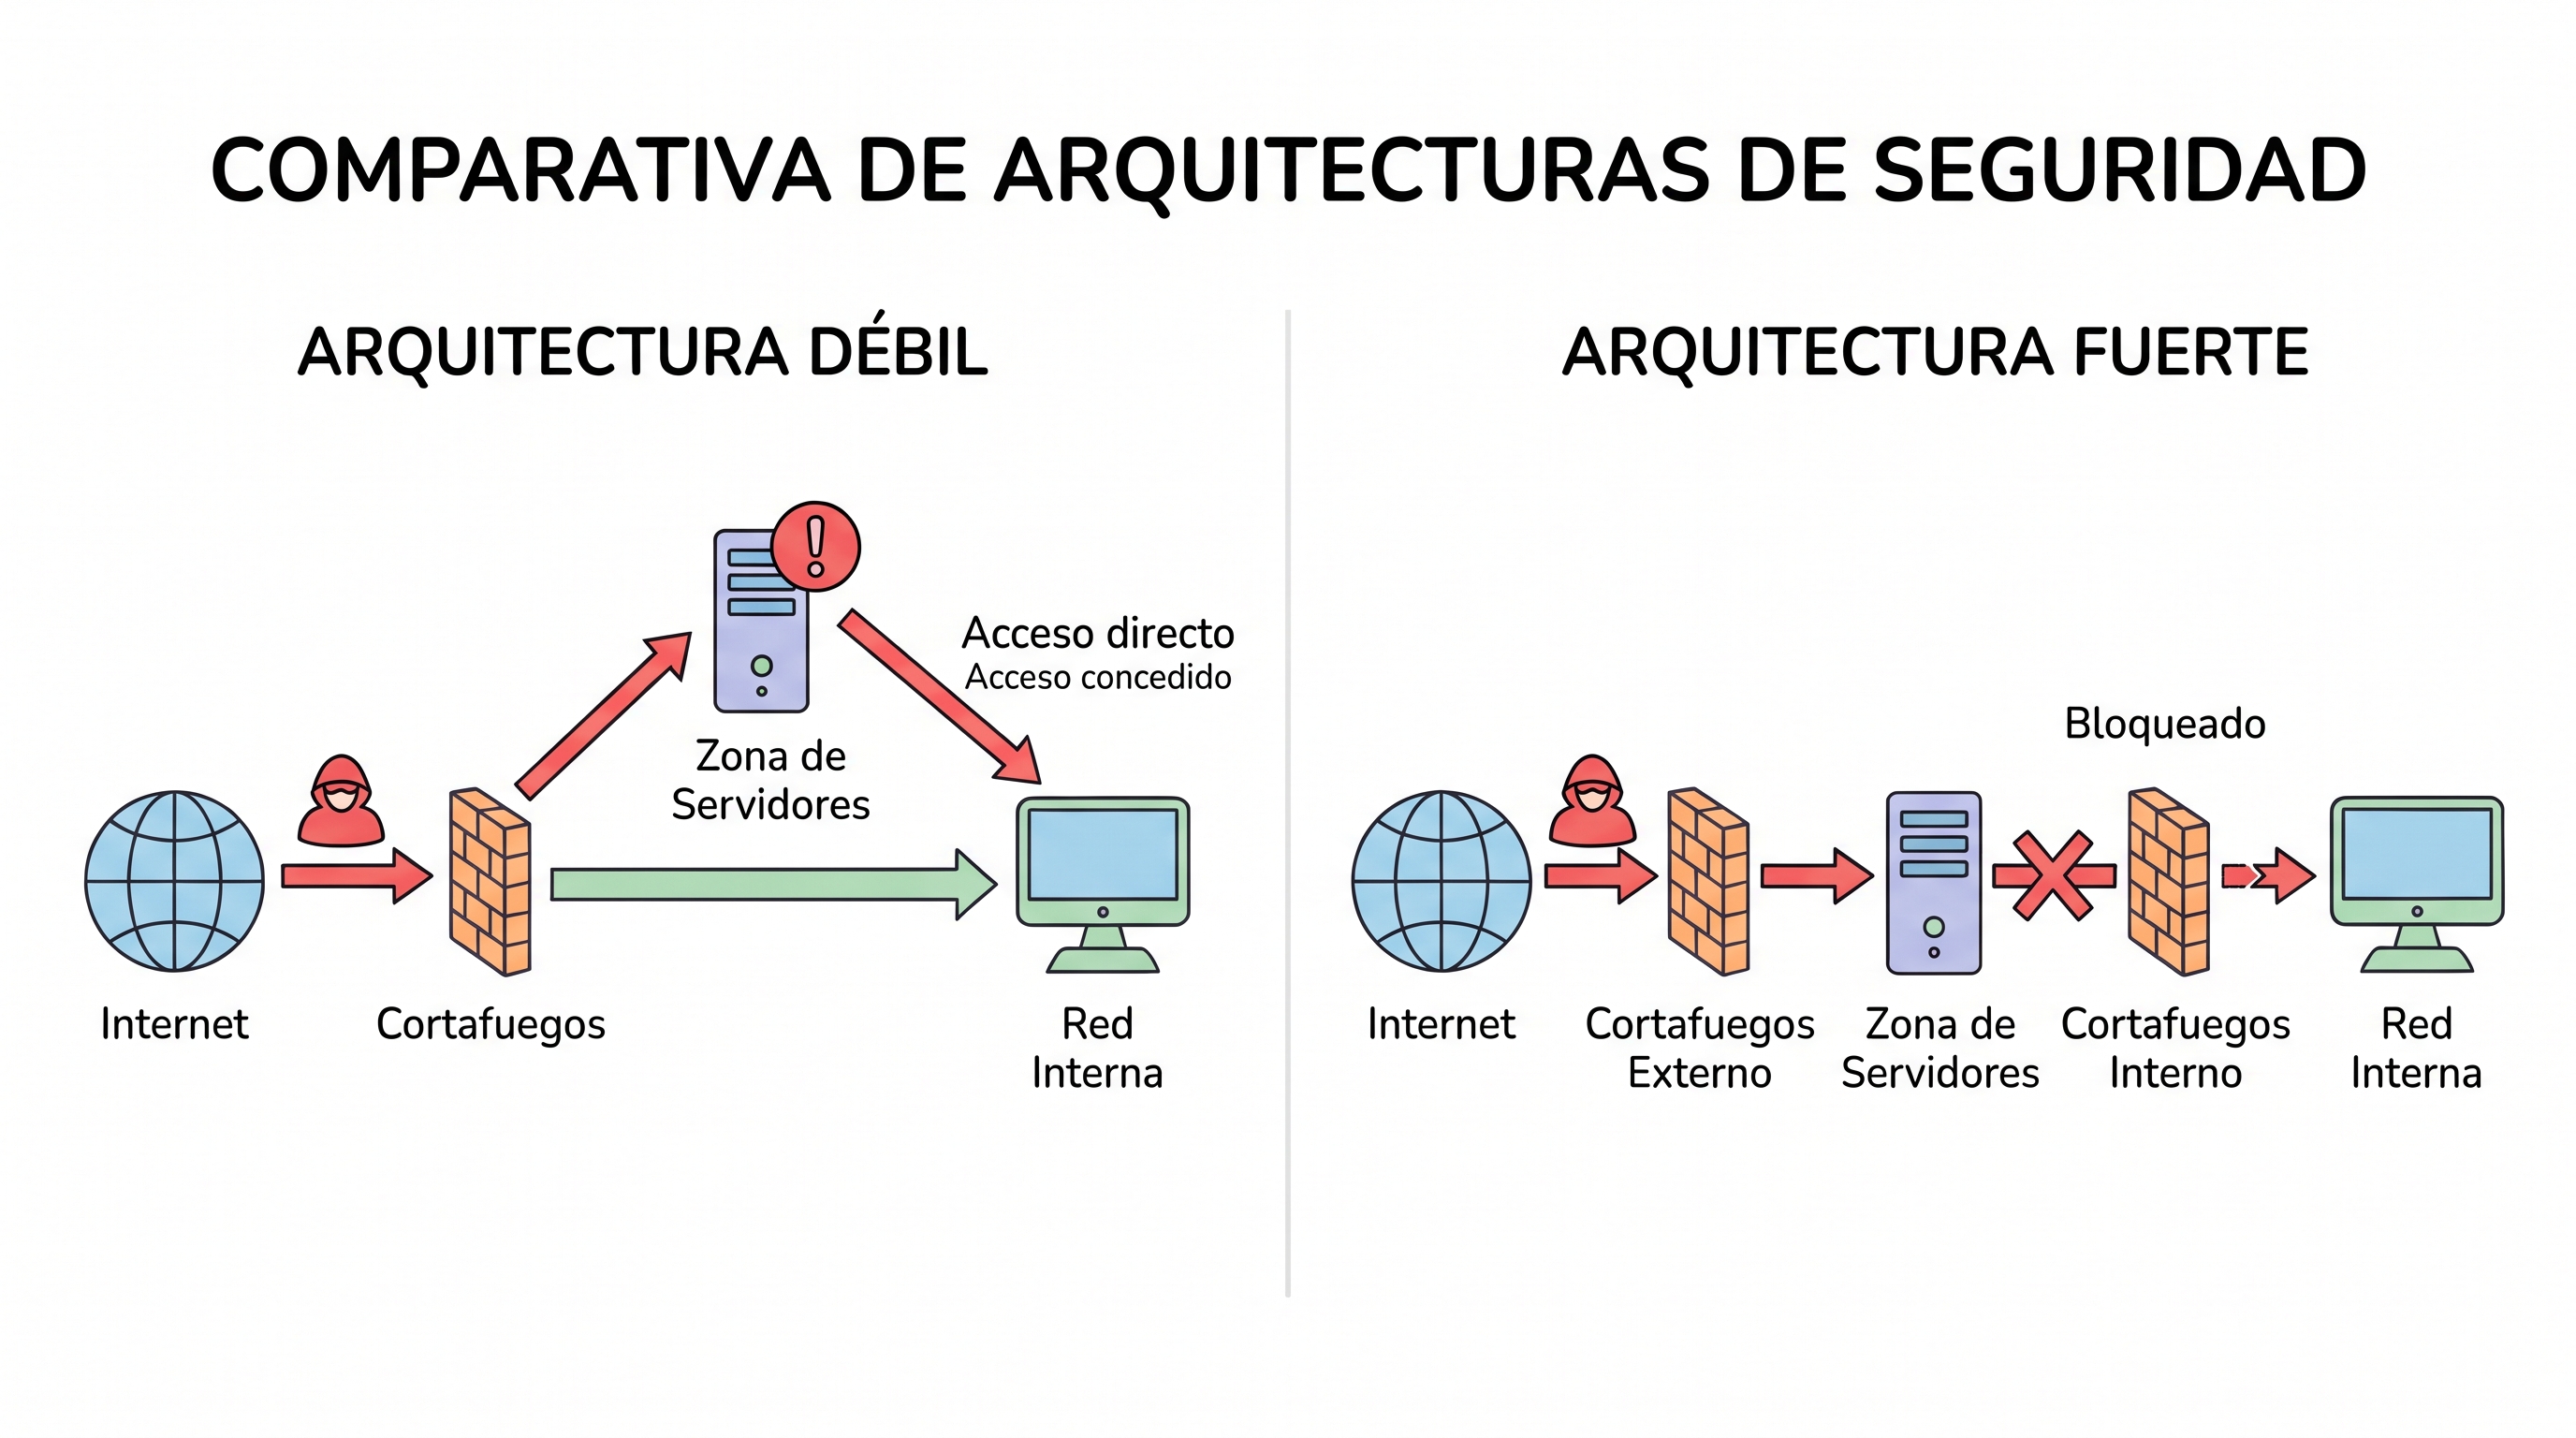 COMPARATIVA DE ARQUITECTURAS DE SEGURIDAD
ARQUITECTURA DÉBIL
Acceso directo
Acceso concedido
Zona de
Servidores
Internet
Cortafuegos
Red
Interna
ARQUITECTURA FUERTE
Bloqueado
Internet
Cortafuegos
Externo
Zona de
Servidores
Cortafuegos
Interno
Red
Interna